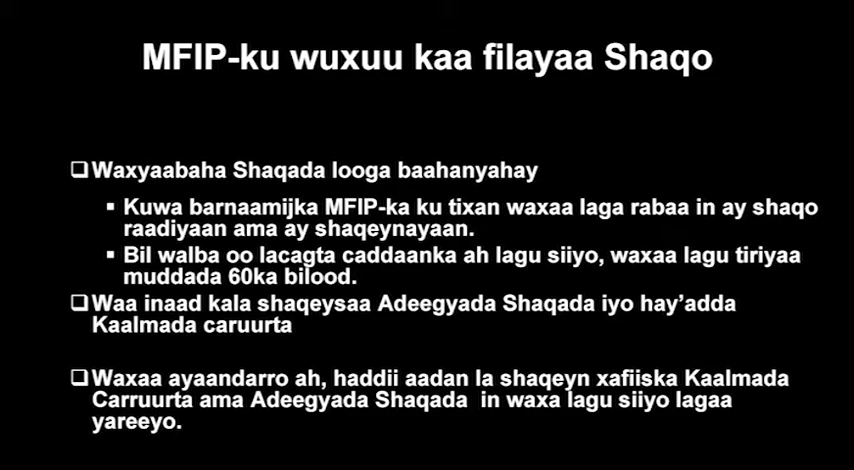 MFIP-ku wuxuu kaa filayaa Shaqo
❑Waxyaabaha Shaqada looga baahanyahay
▪ Kuwa barnaamijka MFIP-ka ku tixan waxaa laga rabaa in ay shaqo
raadiyaan ama ay shaqeynayaan.
▪ Bil walba oo lacagta caddaanka ah lagu siiyo, waxaa lagu tiriyaa
muddada 60ka bilood.
❑Waa inaad kala shaqeysaa Adeegyada Shaqada iyo hay’adda
Kaalmada caruurta
❑Waxaa ayaandarro ah, haddii aadan la shaqeyn xafiiska Kaalmada
Carruurta ama Adeegyada Shaqada in waxa lagu siiyo lagaa
yareeyo.